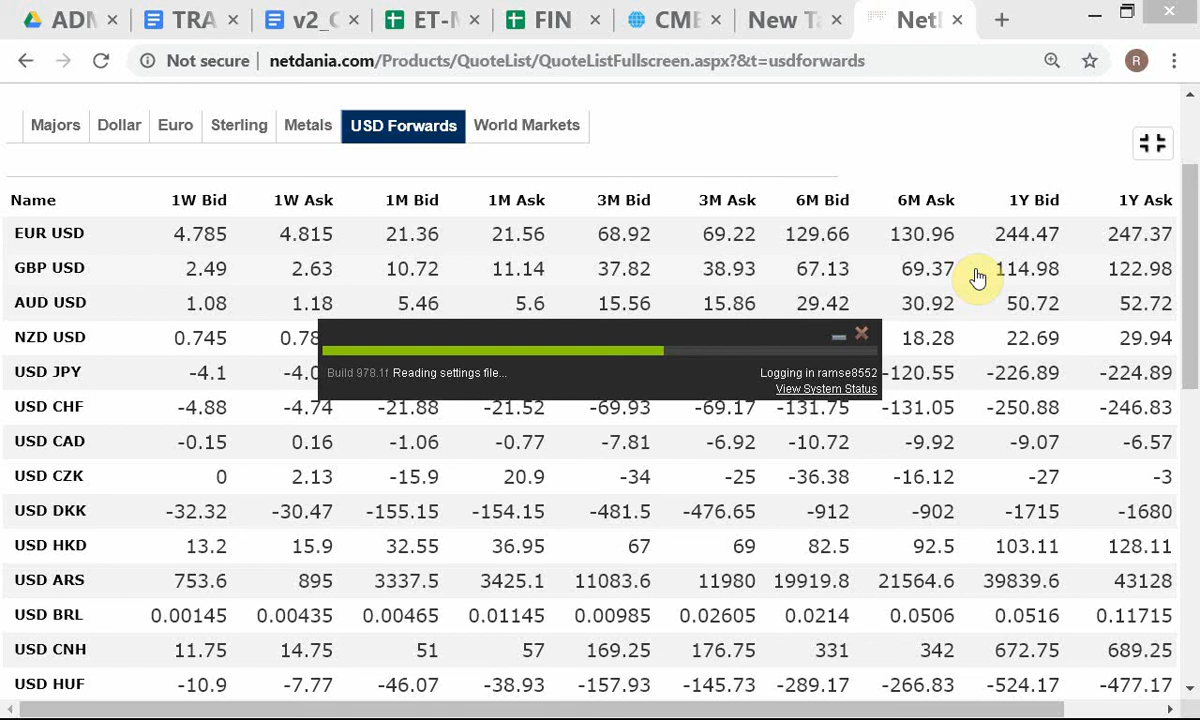 ADM TRA v2_C ET-M FIN CME New Ta NetD
Not secure | netdania.com/Products/QuoteList/QuoteListFullscreen.aspx?&t=usdforwards R
Majors Dollar Euro Sterling Metals USD Forwards World Markets
Name 1W Bid 1W Ask 1M Bid 1M Ask 3M Bid 3M Ask 6M Bid 6M Ask 1Y Bid 1Y Ask
EUR USD 4.785 4.815 21.36 21.56 68.92 69.22 129.66 130.96 244.47 247.37
GBP USD 2.49 2.63 10.72 11.14 37.82 38.93 67.13 69.37 114.98 122.98
AUD USD 1.08 1.18 5.46 5.6 15.56 15.86 29.42 30.92 50.72 52.72
NZD USD 0.745 0.78 18.28 22.69 29.94
USD JPY -4.1 -4.0 -120.55 -226.89 -224.89
Build 978.1f Reading settings file... Logging in ramse8552
View System Status
USD CHF -4.88 -4.74 -21.88 -21.52 -69.93 -69.17 -131.75 -131.05 -250.88 -246.83
USD CAD -0.15 0.16 -1.06 -0.77 -7.81 -6.92 -10.72 -9.92 -9.07 -6.57
USD CZK 0 2.13 -15.9 20.9 -34 -25 -36.38 -16.12 -27 -3
USD DKK -32.32 -30.47 -155.15 -154.15 -481.5 -476.65 -912 -902 -1715 -1680
USD HKD 13.2 15.9 32.55 36.95 67 69 82.5 92.5 103.11 128.11
USD ARS 753.6 895 3337.5 3425.1 11083.6 11980 19919.8 21564.6 39839.6 43128
USD BRL 0.00145 0.00435 0.00465 0.01145 0.00985 0.02605 0.0214 0.0506 0.0516 0.11715
USD CNH 11.75 14.75 51 57 169.25 176.75 331 342 672.75 689.25
USD HUF -10.9 -7.77 -46.07 -38.93 -157.93 -145.73 -289.17 -266.83 -524.17 -477.17